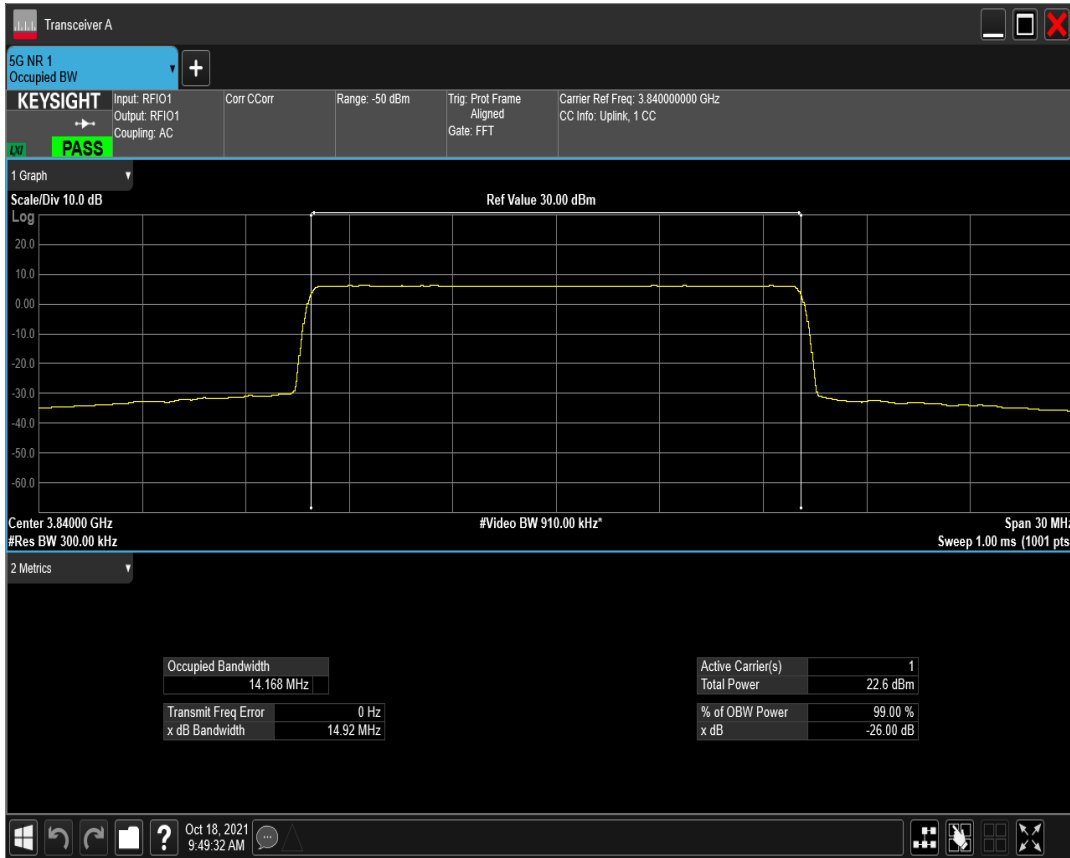 Transceiver A
5G NR 1
Occupied BW
KEYSIGHT
LXI
PASS
Input: RFIO1
Output: RFIO1
Coupling: AC
Corr CCorr
Range: -50 dBm
Trig: Prot Frame
Aligned
Gate: FFT
Carrier Ref Freq: 3.840000000 GHz
CC Info: Uplink, 1 CC
1 Graph
Scale/Div 10.0 dB
Ref Value 30.00 dBm
Log
20.0
10.0
0.00
-10.0
-20.0
-30.0
-40.0
-50.0
-60.0
Center 3.84000 GHz
#Video BW 910.00 kHz*
Span 30 MHz
#Res BW 300.00 kHz
Sweep 1.00 ms (1001 pts
2 Metrics
Occupied Bandwidth
14.168 MHz
Transmit Freq Error 0 Hz
x dB Bandwidth 14.92 MHz
Active Carrier(s) 1
Total Power 22.6 dBm
% of OBW Power 99.00 %
x dB -26.00 dB
?
Oct 18, 2021
9:49:32 AM